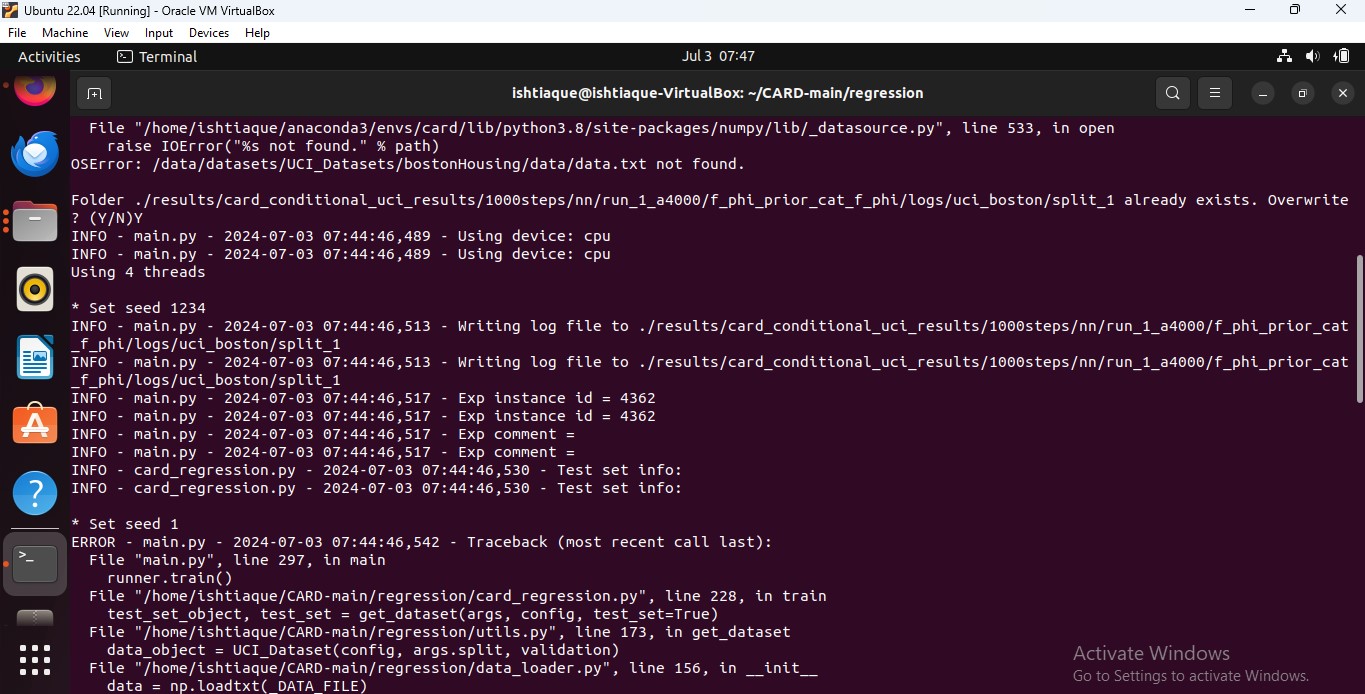 Ubuntu 22.04 [Running] - Oracle VM VirtualBox
File Machine View Input Devices Help
Activities Terminal Jul 3 07:47
ishtiaque@ishtiaque-VirtualBox: ~/CARD-main/regression
File "/home/ishtiaque/anaconda3/envs/card/lib/python3.8/site-packages/numpy/lib/_datasource.py", line 533, in open
raise IOError("%s not found." % path)
OSError: /data/datasets/UCI_Datasets/bostonHousing/data/data.txt not found.
Folder ./results/card_conditional_uci_results/1000steps/nn/run_1_a4000/f_phi_prior_cat_f_phi/logs/uci_boston/split_1 already exists. Overwrite
? (Y/N)Y
INFO - main.py - 2024-07-03 07:44:46,489 - Using device: cpu
INFO - main.py - 2024-07-03 07:44:46,489 - Using device: cpu
Using 4 threads
* Set seed 1234
INFO - main.py - 2024-07-03 07:44:46,513 - Writing log file to ./results/card_conditional_uci_results/1000steps/nn/run_1_a4000/f_phi_prior_cat
_f_phi/logs/uci_boston/split_1
INFO - main.py - 2024-07-03 07:44:46,513 - Writing log file to ./results/card_conditional_uci_results/1000steps/nn/run_1_a4000/f_phi_prior_cat
_f_phi/logs/uci_boston/split_1
INFO - main.py - 2024-07-03 07:44:46,517 - Exp instance id = 4362
INFO - main.py - 2024-07-03 07:44:46,517 - Exp instance id = 4362
INFO - main.py - 2024-07-03 07:44:46,517 - Exp comment =
INFO - main.py - 2024-07-03 07:44:46,517 - Exp comment =
INFO - card_regression.py - 2024-07-03 07:44:46,530 - Test set info:
INFO - card_regression.py - 2024-07-03 07:44:46,530 - Test set info:
* Set seed 1
ERROR - main.py - 2024-07-03 07:44:46,542 - Traceback (most recent call last):
File "main.py", line 297, in main
runner.train()
File "/home/ishtiaque/CARD-main/regression/card_regression.py", line 228, in train
test_set_object, test_set = get_dataset(args, config, test_set=True)
File "/home/ishtiaque/CARD-main/regression/utils.py", line 173, in get_dataset
data_object = UCI_Dataset(config, args.split, validation)
File "/home/ishtiaque/CARD-main/regression/data_loader.py", line 156, in __init__
data = np.loadtxt(_DATA_FILE)
Activate Windows
Go to Settings to activate Windows.